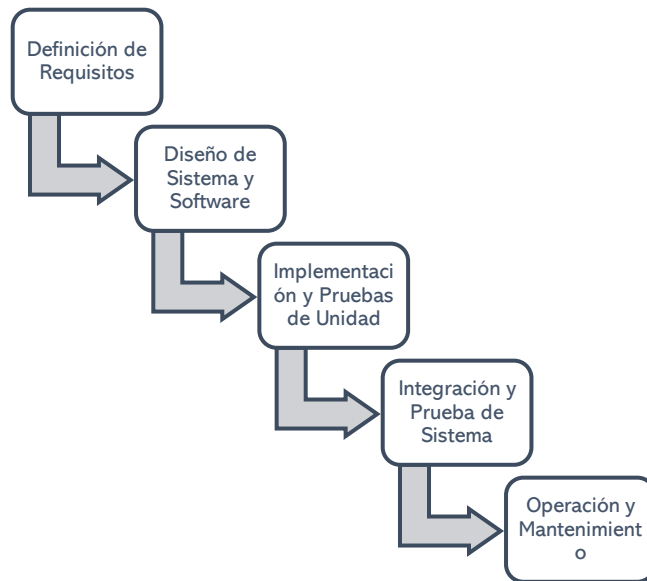 Definición de
Requisitos
Diseño de
Sistema y
Software
Implementaci
ón y Pruebas
de Unidad
Integración y
Prueba de
Sistema
Operación y
Mantenimient
o